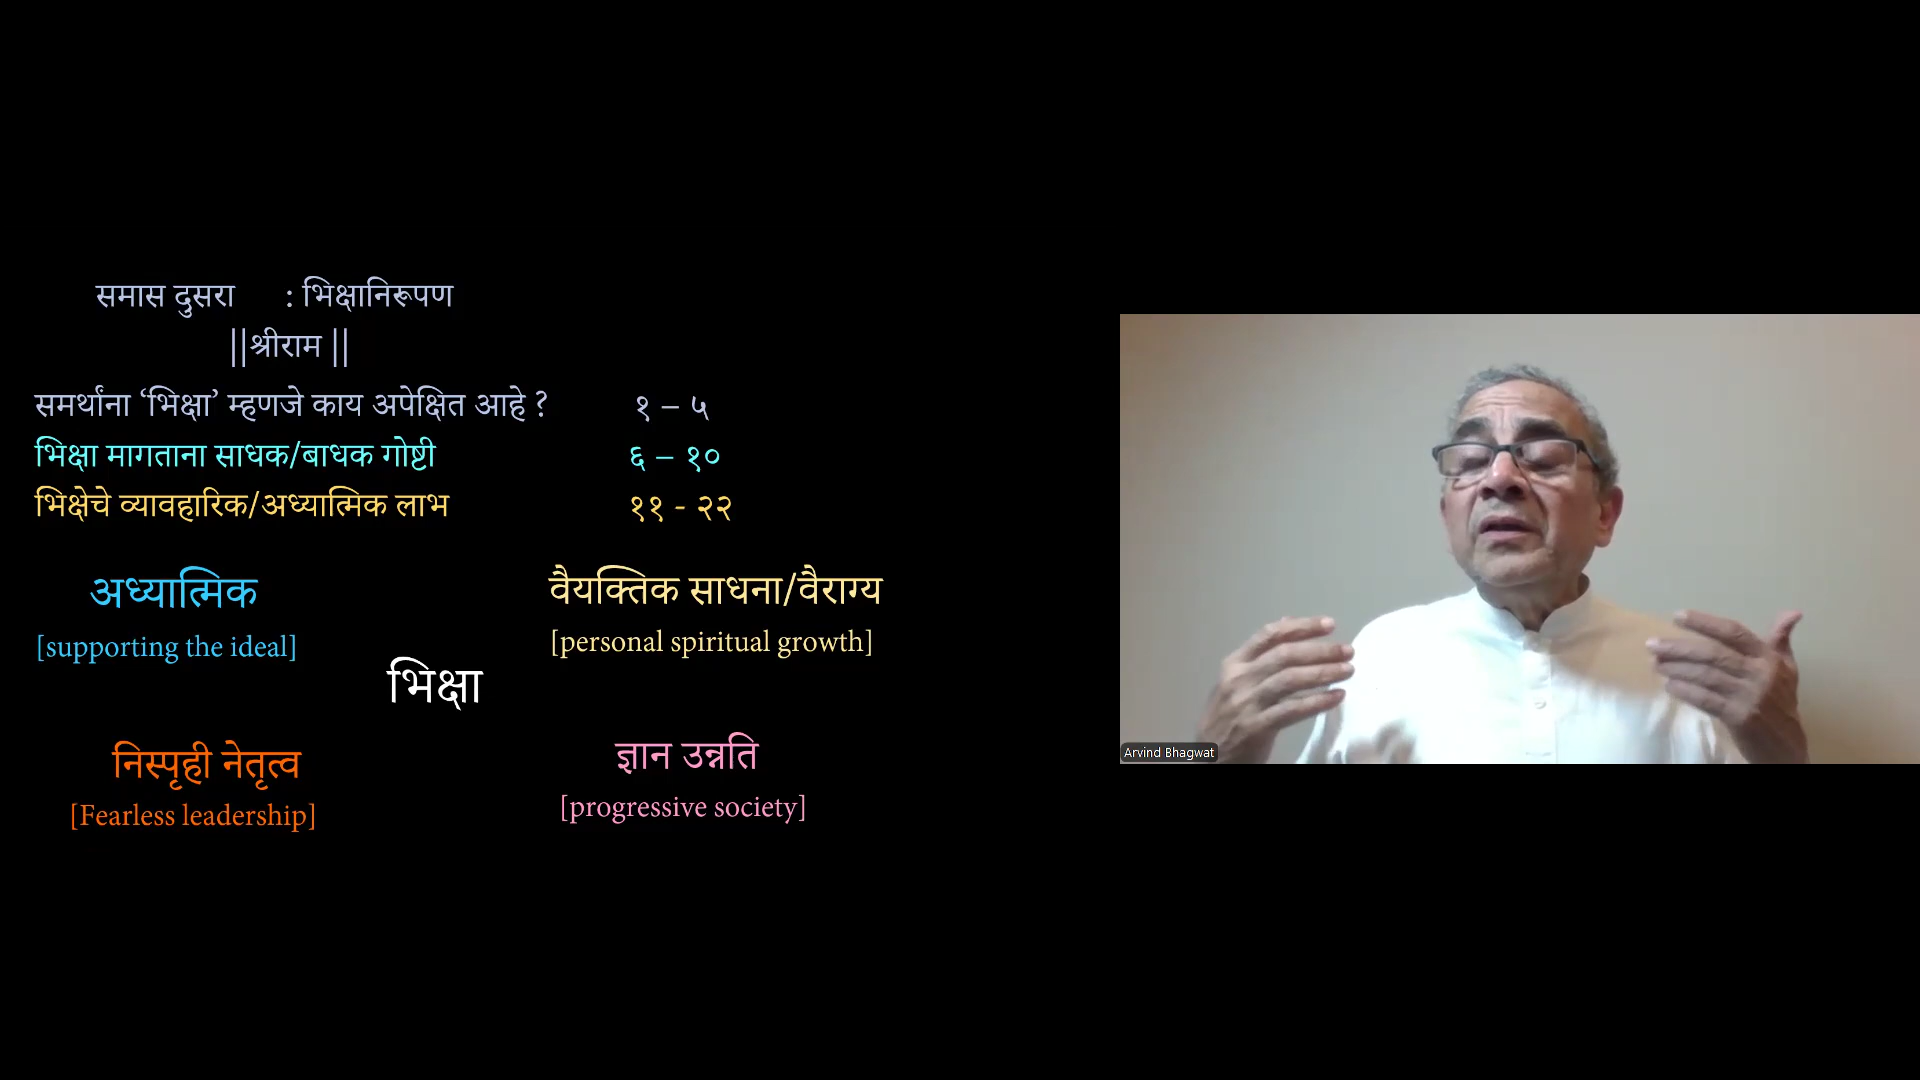 समास दुसरा : भिक्षानिरूपण
||श्रीराम ||
समर्थांना ‘भिक्षा’ म्हणजे काय अपेक्षित आहे ? १ – ५
भिक्षा मागताना साधक/बाधक गोष्टी ६ – १०
भिक्षेचे व्यावहारिक/अध्यात्मिक लाभ ११ - २२
अध्यात्मिक
[supporting the ideal]
वैयक्तिक साधना/वैराग्य
[personal spiritual growth]
भिक्षा
निस्पृही नेतृत्व
[Fearless leadership]
ज्ञान उन्नति
[progressive society]
Arvind Bhagwat